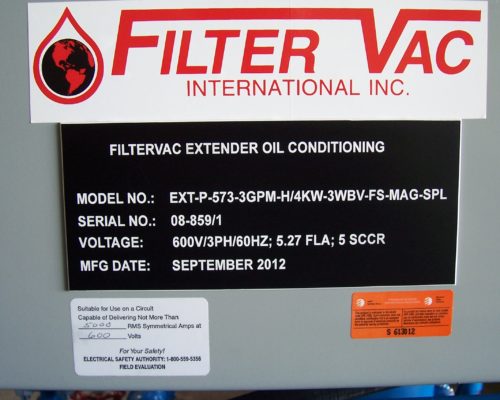 FILTER VAC
INTERNATIONAL INC.
FILTERVAC EXTENDER OIL CONDITIONING
MODEL NO.: EXT-P-573-3GPM-H/4KW-3WBV-FS-MAG-SPL
SERIAL NO.: 08-859/1
VOLTAGE: 600V/3PH/60HZ; 5.27 FLA; 5 SCCR
MFG DATE: SEPTEMBER 2012
Suitable for Use on a Circuit
Capable of Delivering Not More Than
5000 RMS Symmetrical Amps at
600 Volts
For Your Safety!
ELECTRICAL SAFETY AUTHORITY: 1-800-559-5356
FIELD EVALUATION
S 613012